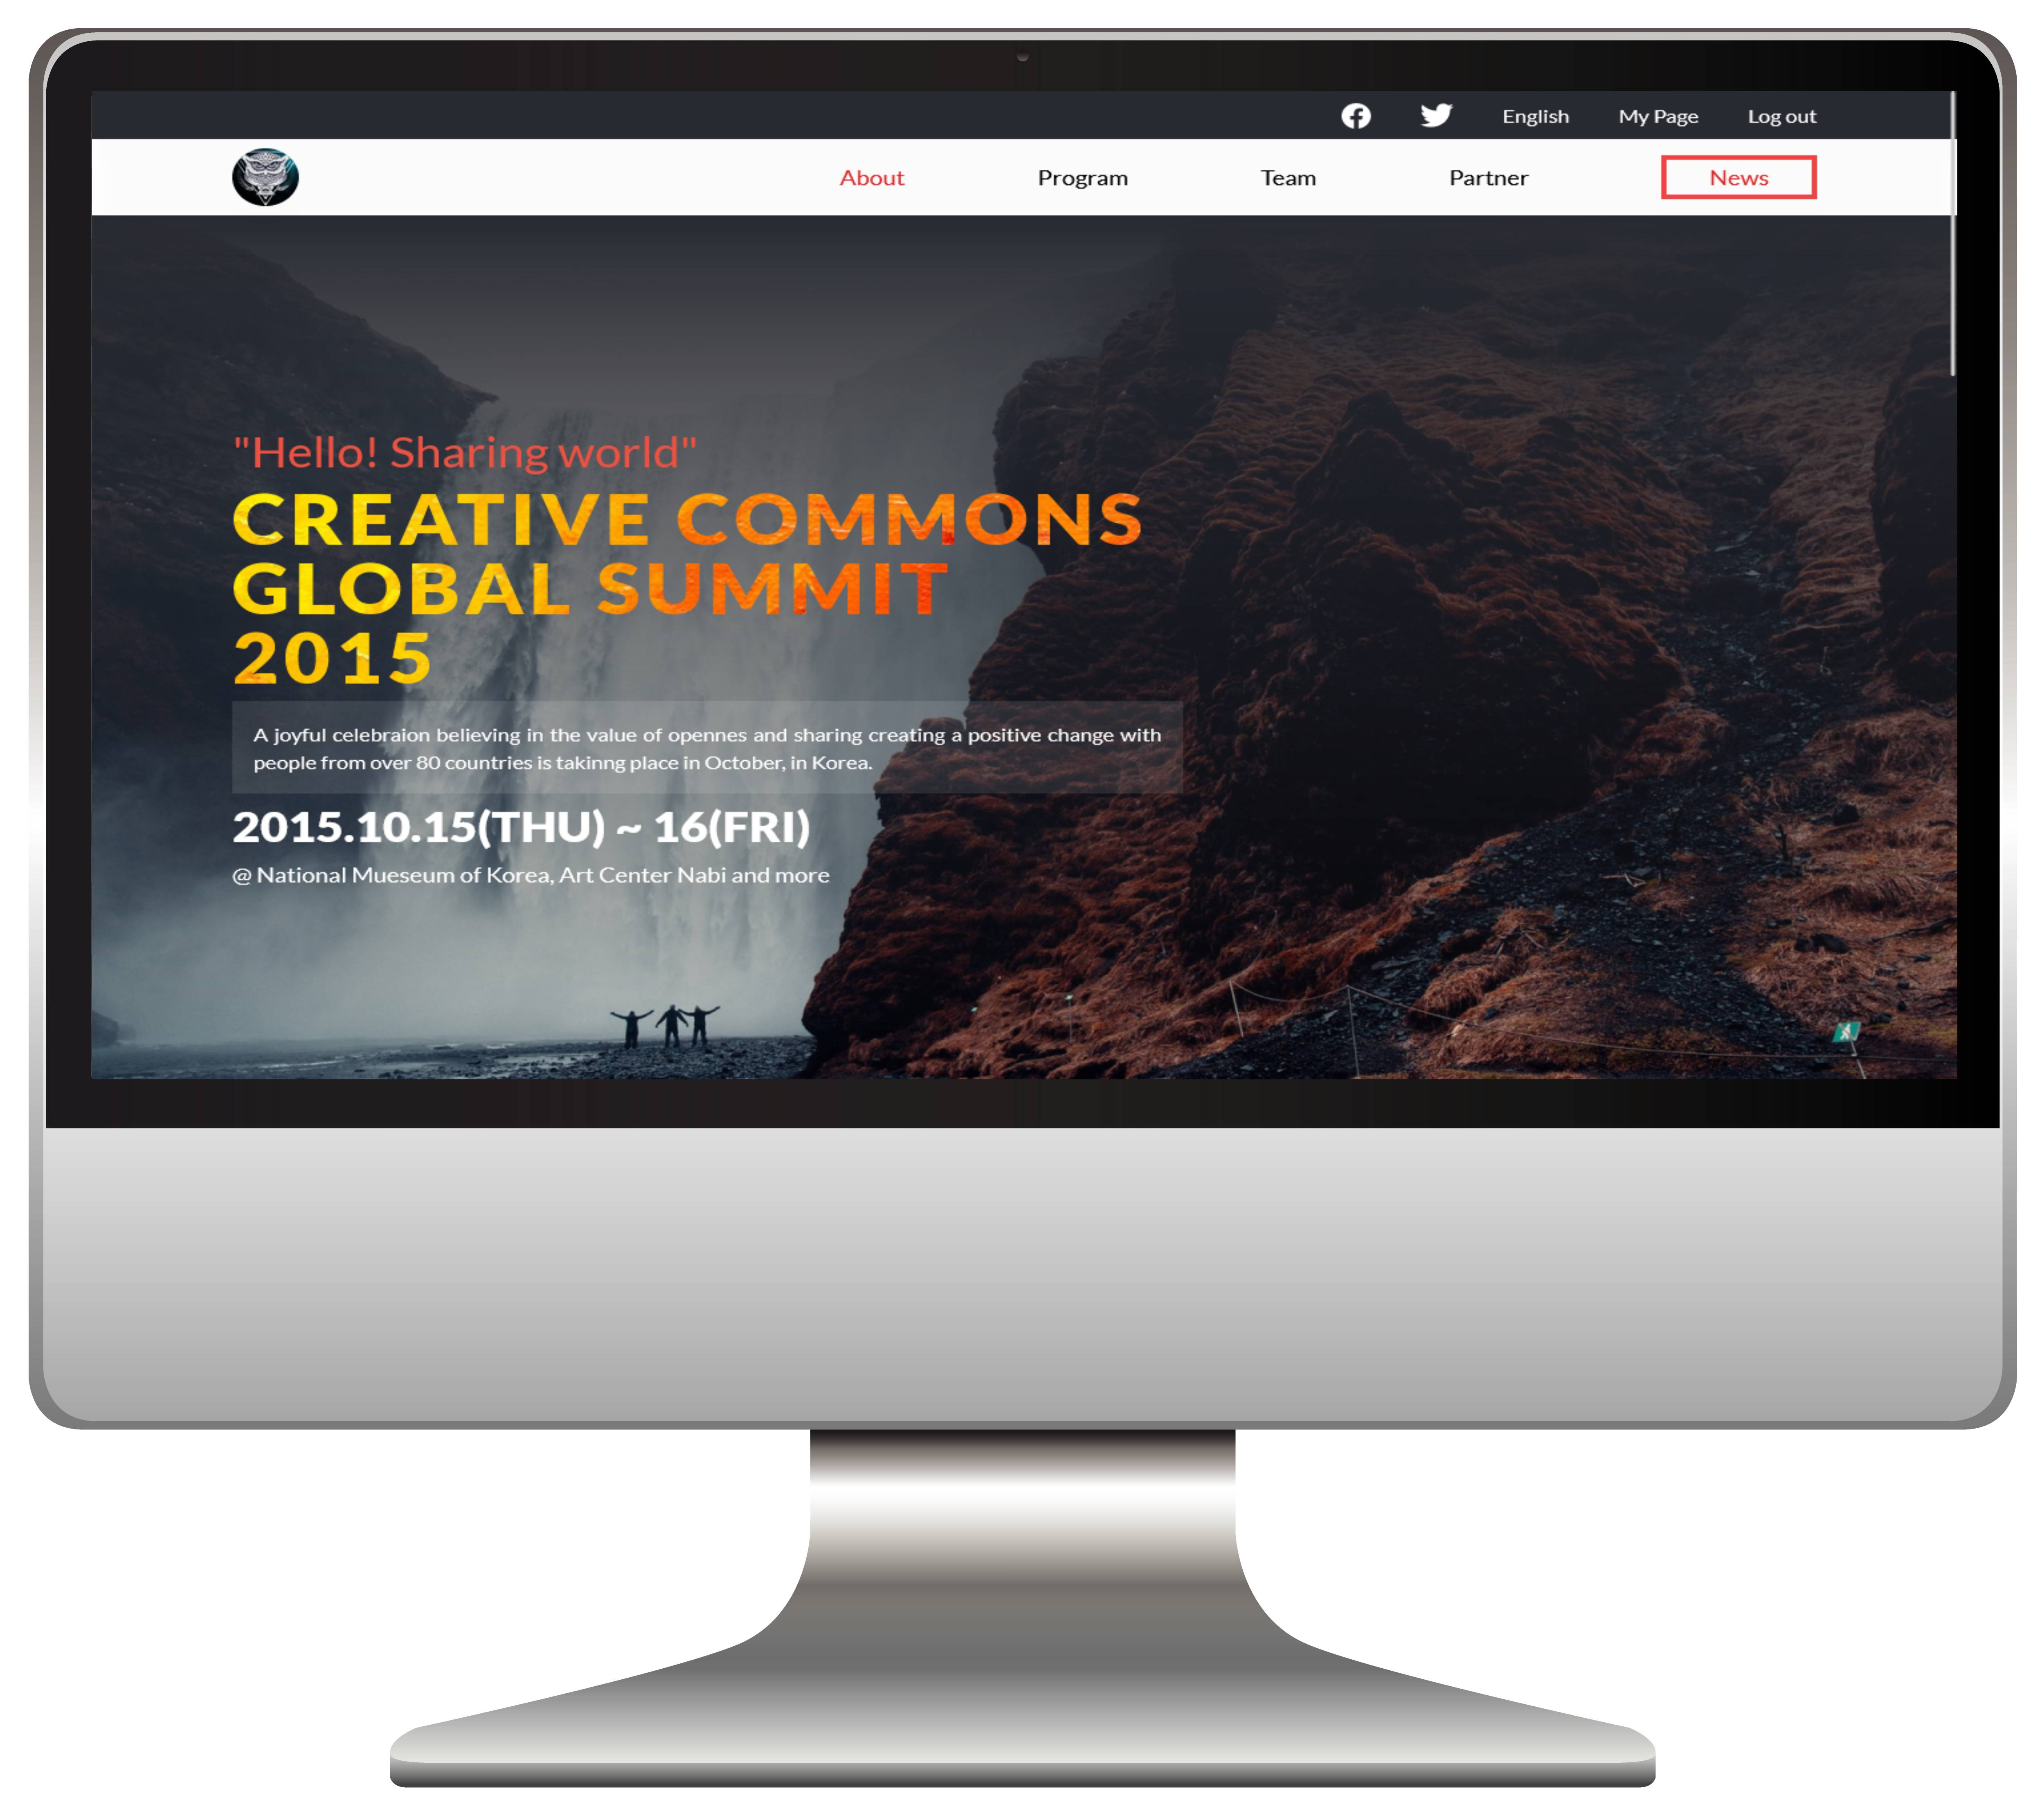 English My Page Log out
About Program Team Partner News
"Hello! Sharing world"
CREATIVE COMMONS
GLOBAL SUMMIT
2015
A joyful celebraion believing in the value of opennes and sharing creating a positive change with
people from over 80 countries is takinng place in October, in Korea.
2015.10.15(THU) ~ 16(FRI)
@ National Mueseum of Korea, Art Center Nabi and more